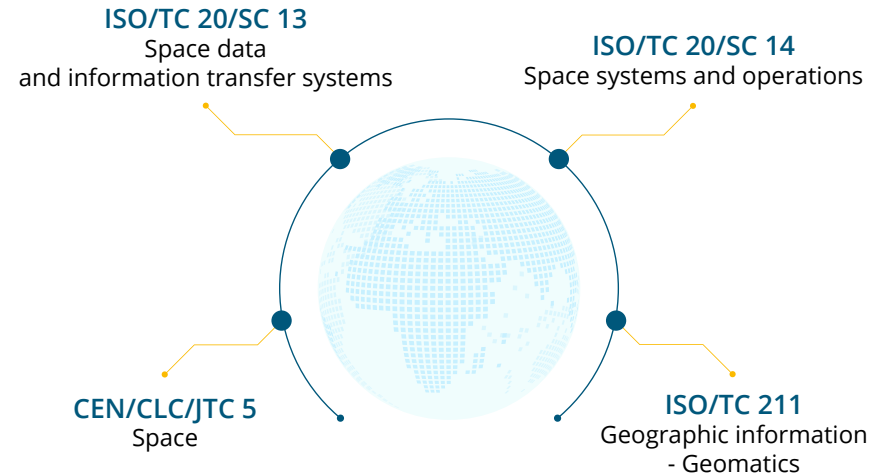 ISO/TC 20/SC 13
Space data
and information transfer systems
ISO/TC 20/SC 14
Space systems and operations
CEN/CLC/JTC 5
Space
ISO/TC 211
Geographic information
- Geomatics